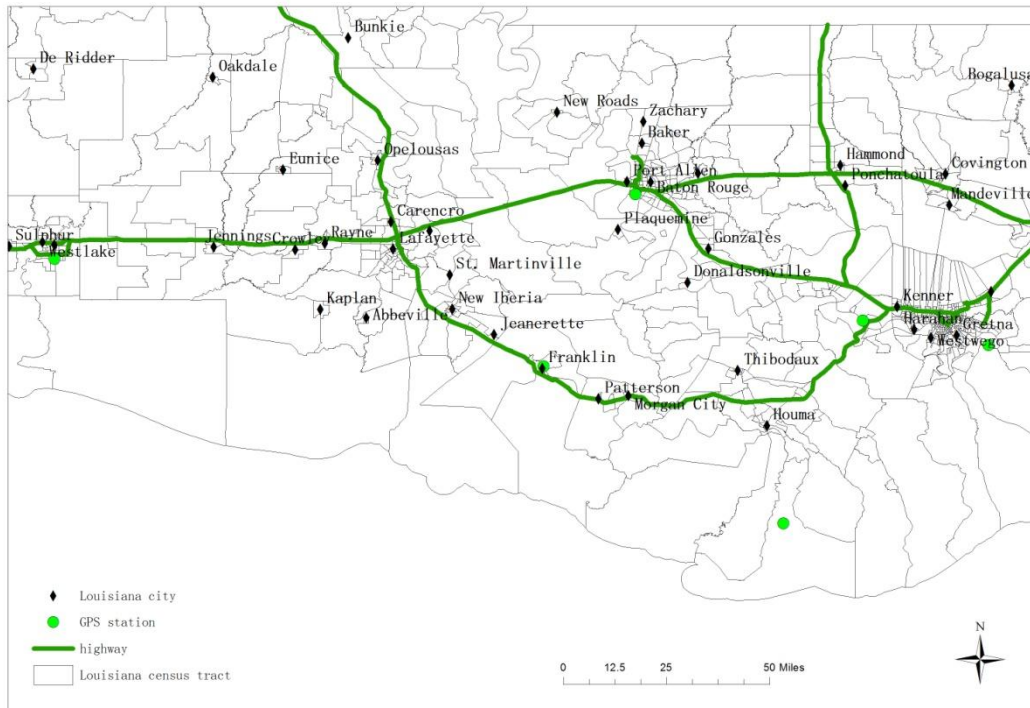 Bunkie
De Ridder
Oakdale
Bogalusa
New Roads
Zachary
Baker
Eunice
Opelousas
Hammond
Covington
Port Allen
Ponchatoula
Baton Rouge
Mandeville
Carencro
Plaquemine
Sulphur
Rayne
Jennings
Crowley
Lafayette
Gonzales
Westlake
St. Martinville
Donaldsonville
Kaplan
New Iberia
Kenner
Abbeville
Jeanerette
Harahan
Gretna
Westwego
Franklin
Thibodaux
Patterson
Morgan City
Houma
Louisiana city
GPS station
highway
Louisiana census tract
0 12.5 25 50 Miles
N